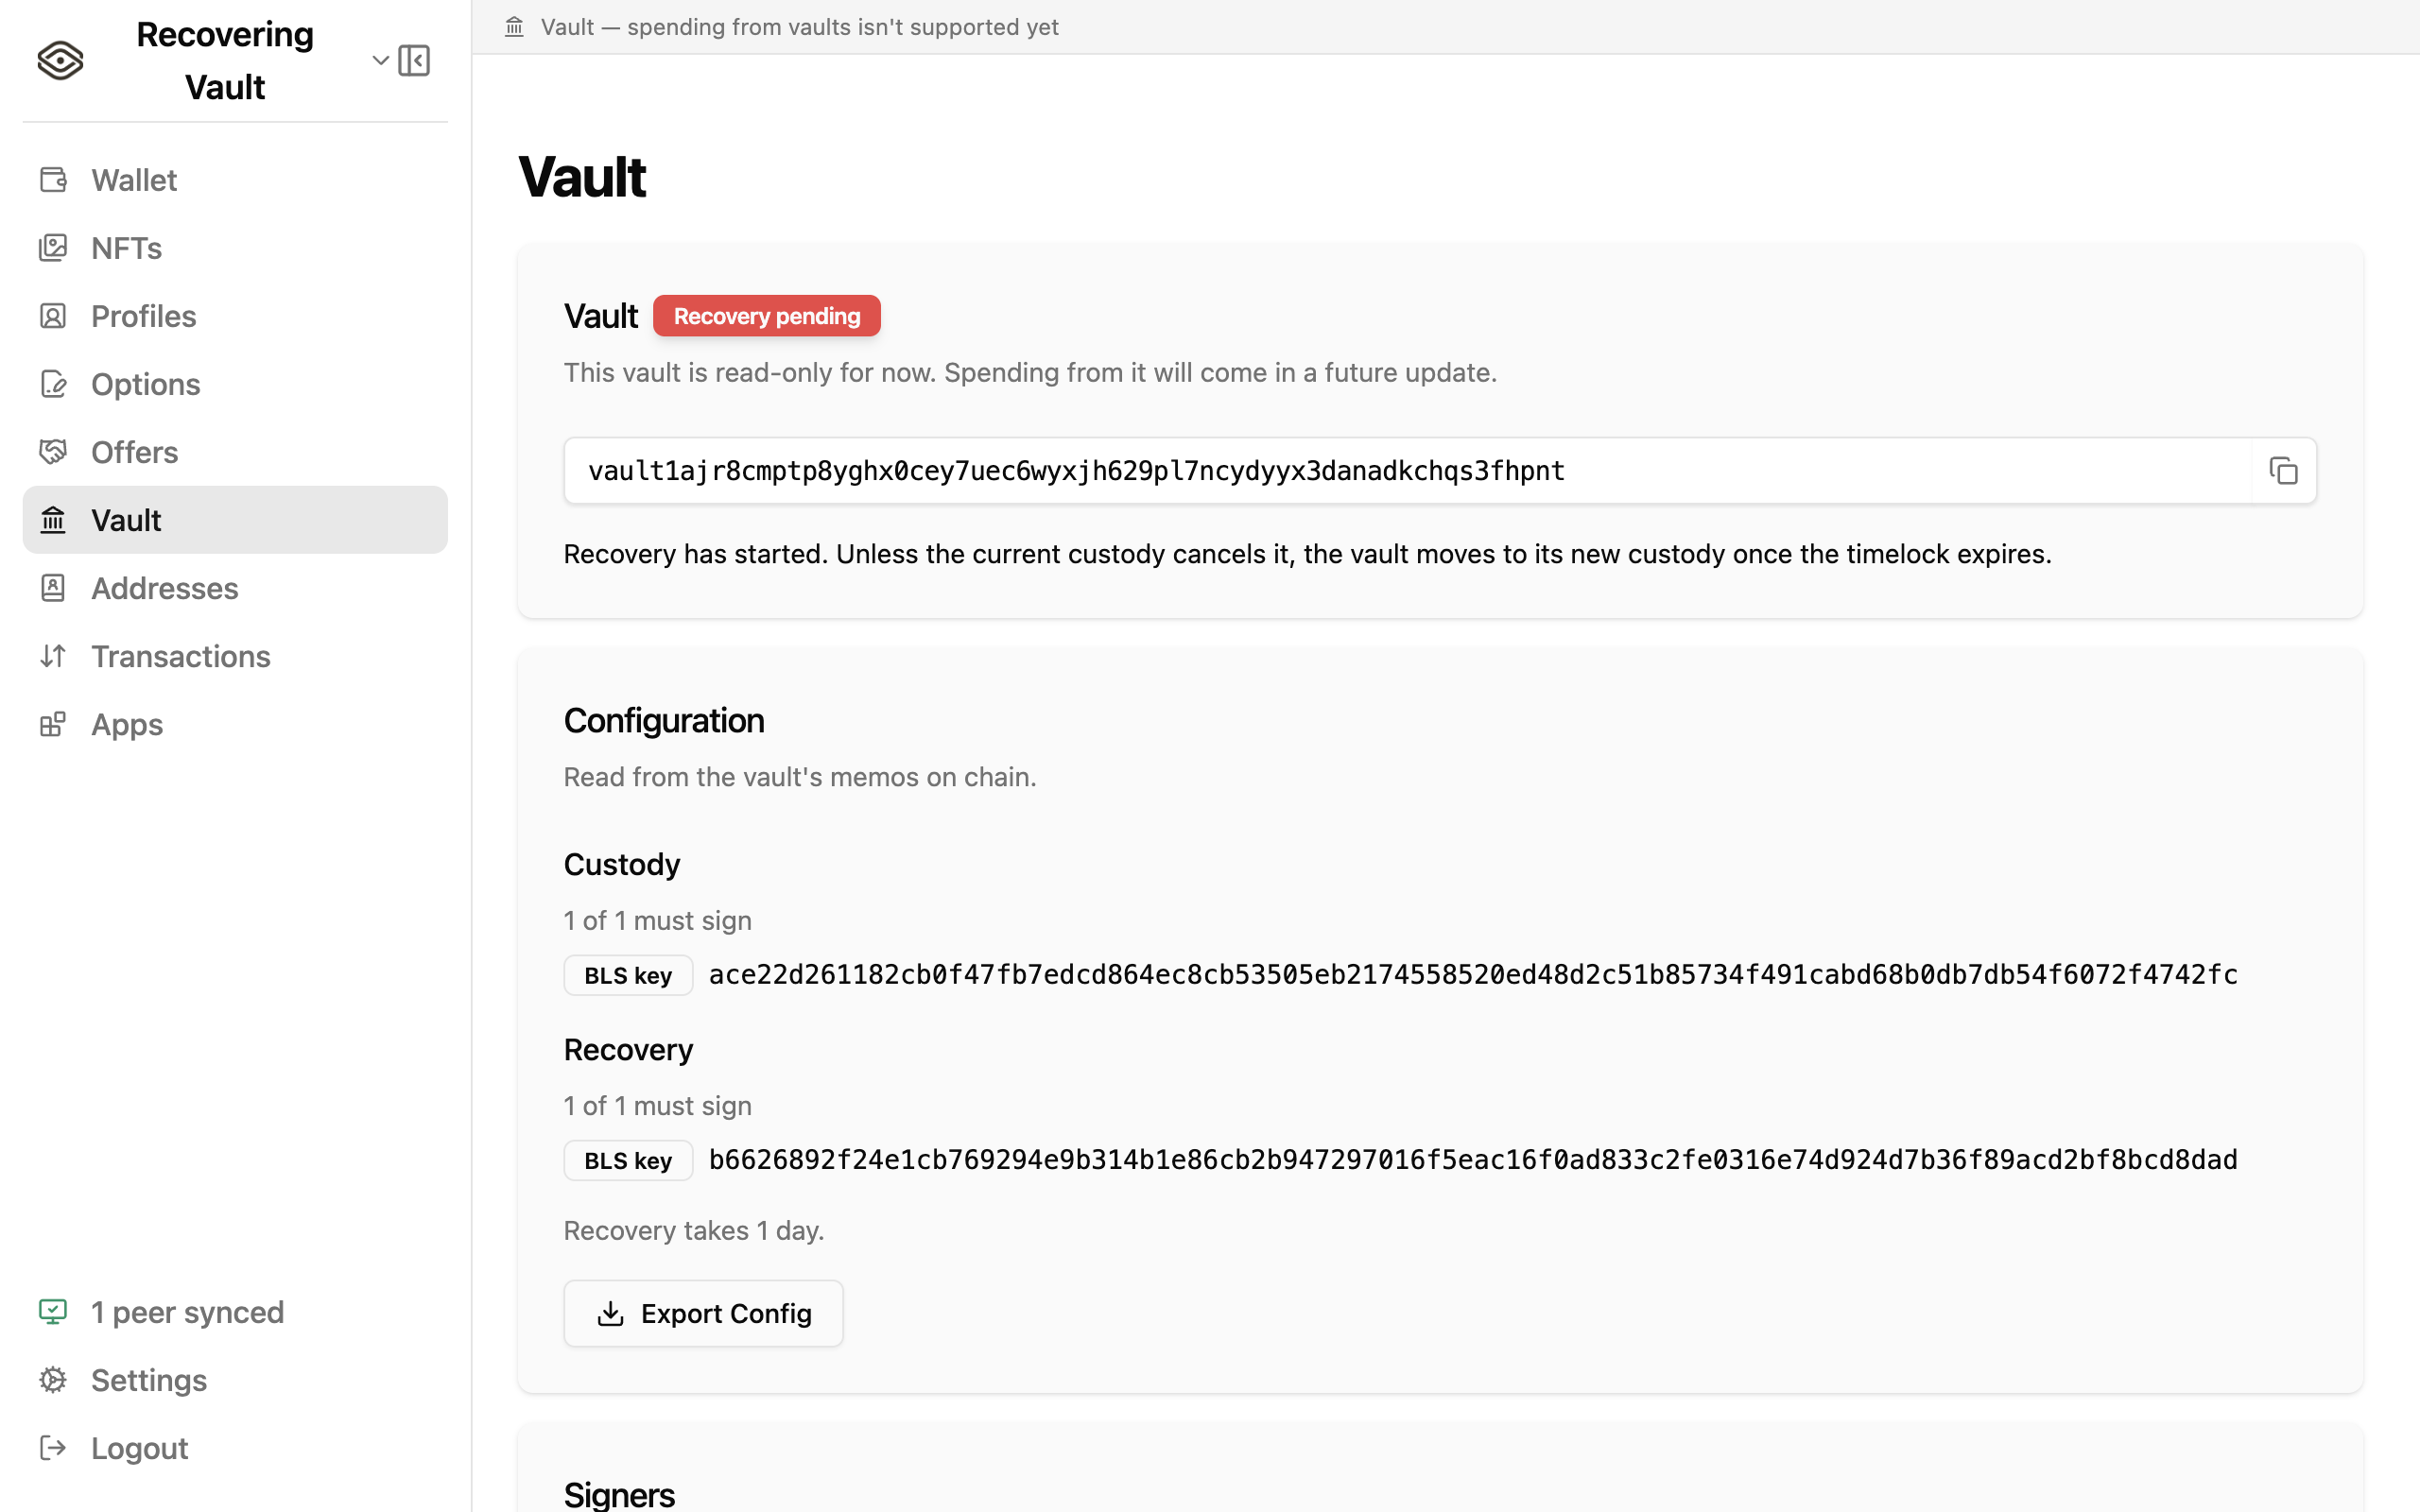 Recovering
Vault
Wallet
NFTs
Profiles
Options
Offers
Vault
Addresses
Transactions
Apps
1 peer synced
Settings
Logout
Vault — spending from vaults isn't supported yet
Vault
Vault Recovery pending
This vault is read-only for now. Spending from it will come in a future update.
vault1ajr8cmptp8yghx0cey7uec6wyxjh629pl7ncydyyx3danadkchqs3fhpnt
Recovery has started. Unless the current custody cancels it, the vault moves to its new custody once the timelock expires.
Configuration
Read from the vault's memos on chain.
Custody
1 of 1 must sign
BLS key ace22d261182cb0f47fb7edcd864ec8cb53505eb2174558520ed48d2c51b85734f491cabd68b0db7db54f6072f4742fc
Recovery
1 of 1 must sign
BLS key b6626892f24e1cb769294e9b314b1e86cb2b947297016f5eac16f0ad833c2fe0316e74d924d7b36f89acd2bf8bcd8dad
Recovery takes 1 day.
Export Config
Signers